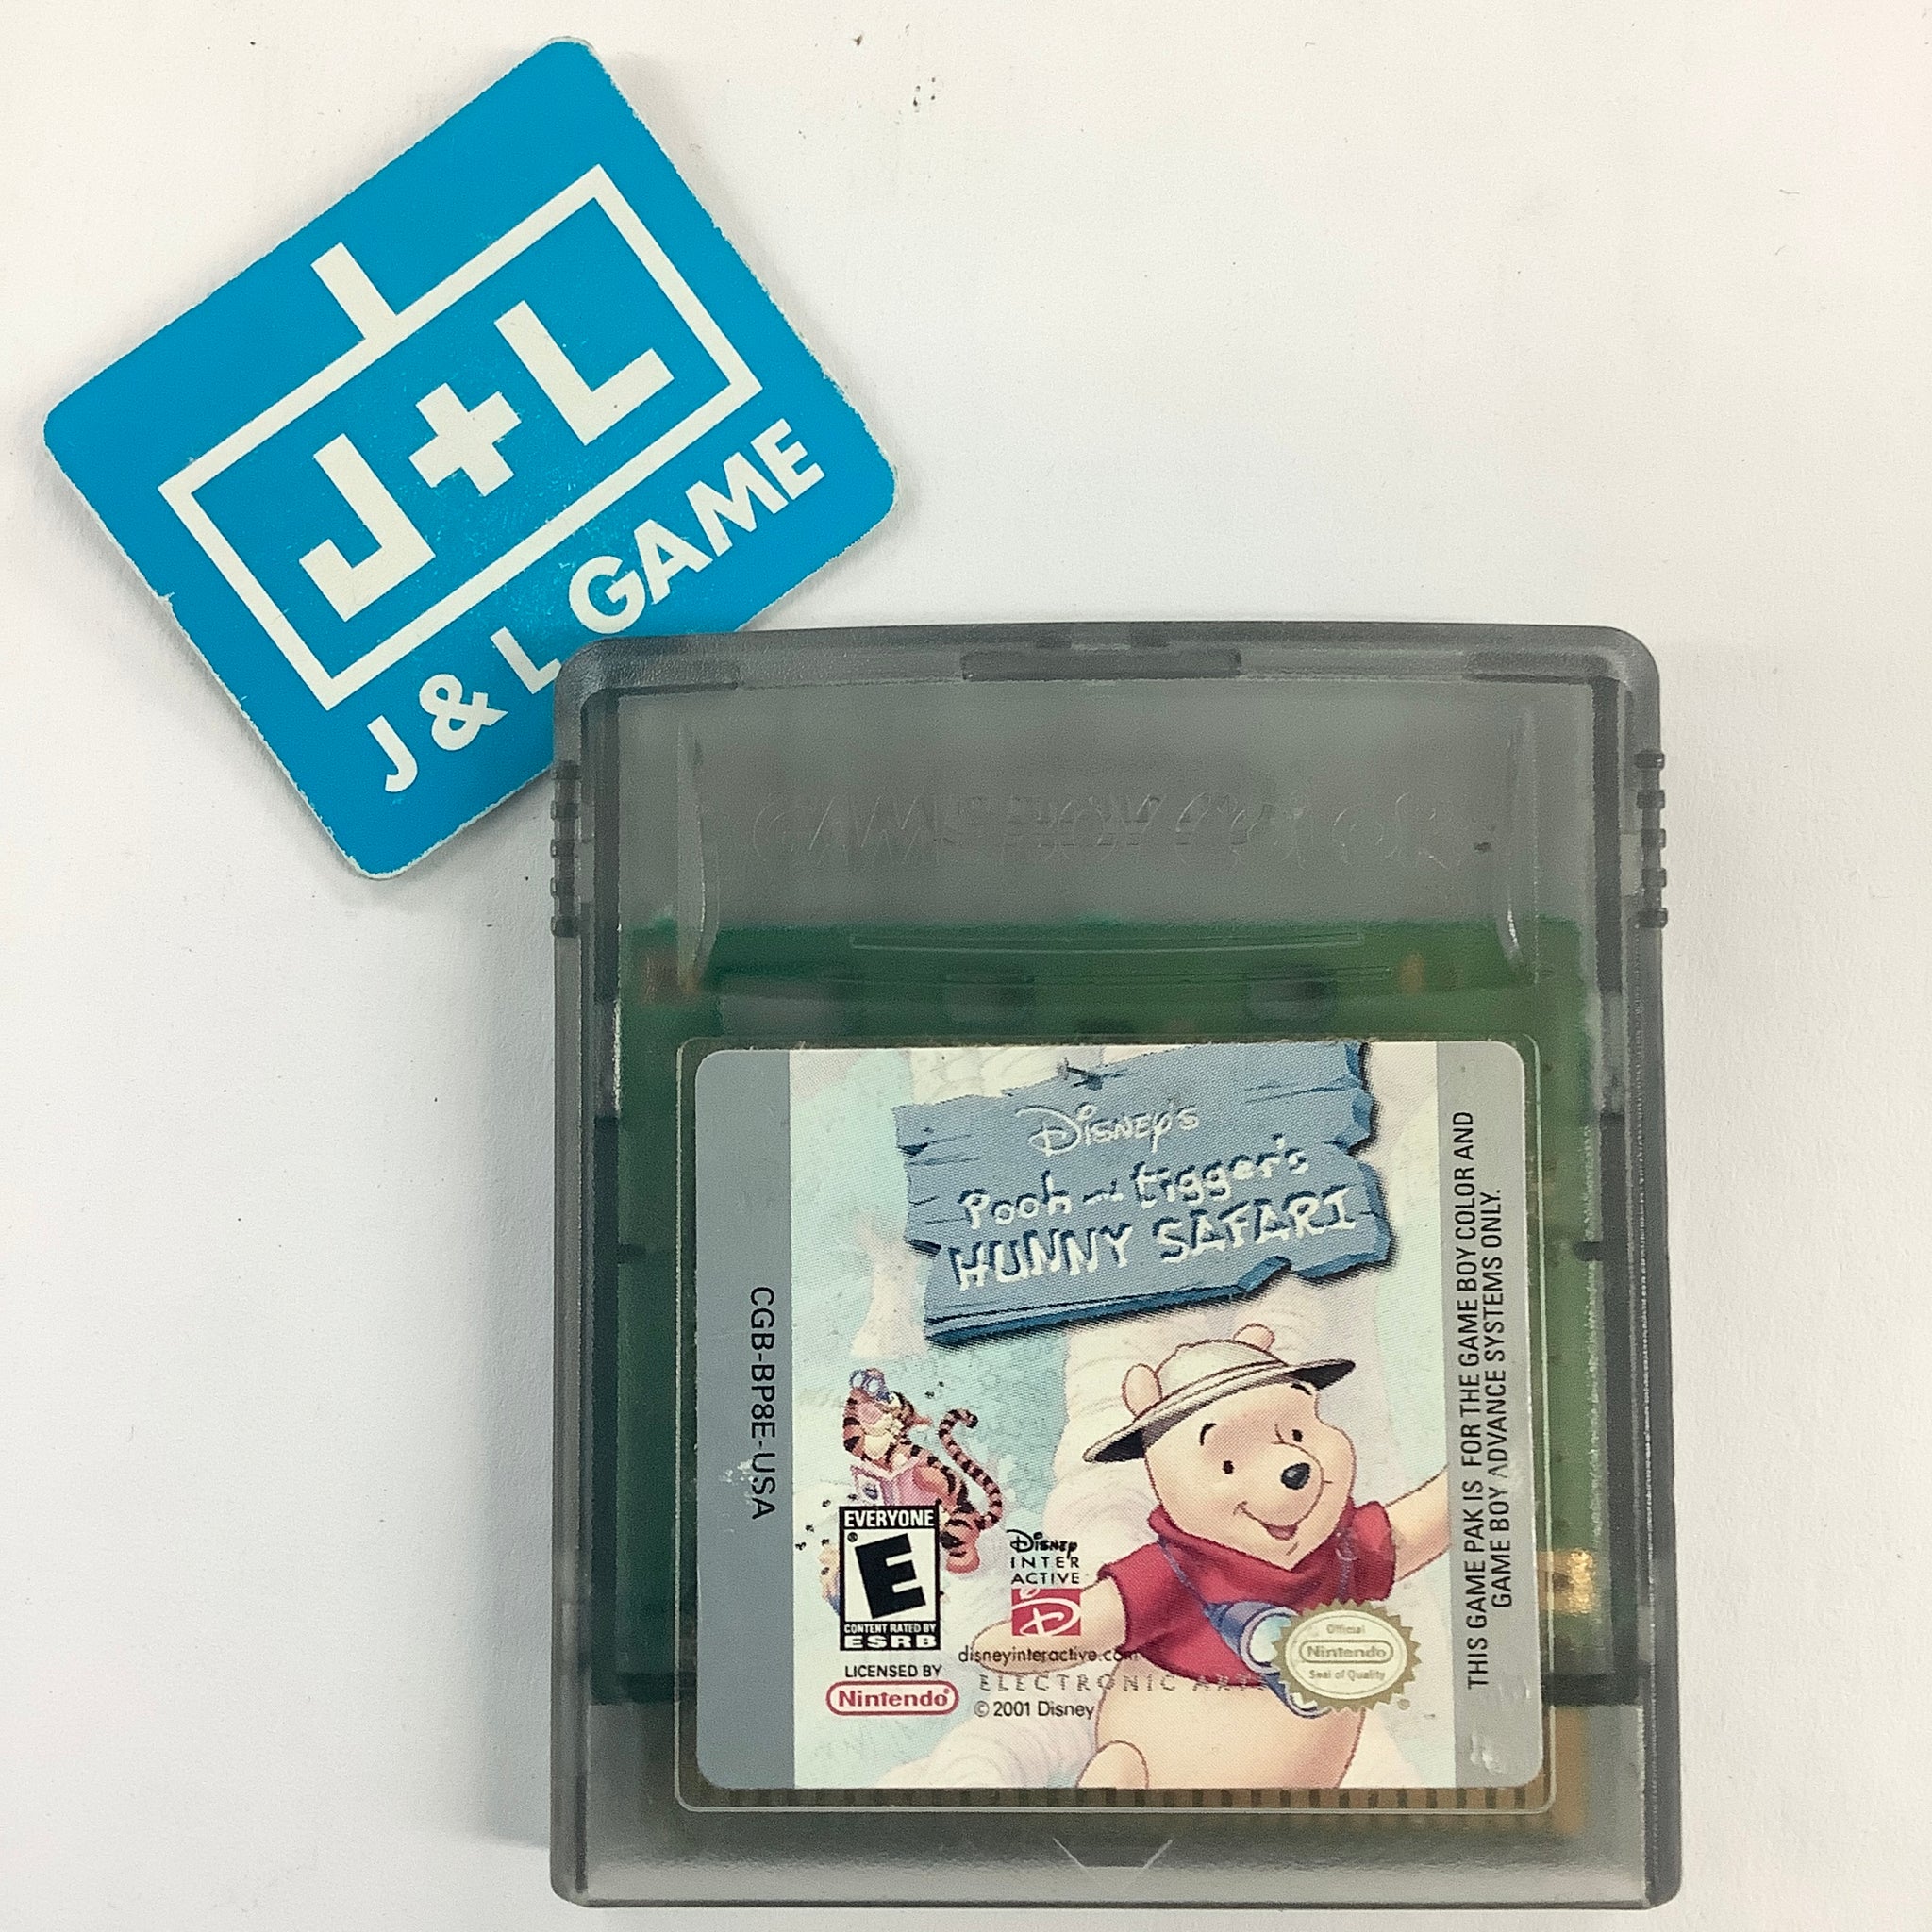 J+L
J & L GAME
GAME BOY COLOR
Disney's
Pooh and tigger's
HUNNY SAFARI
CGB-BP8E-USA
THIS GAME PAK IS FOR THE GAME BOY COLOR AND
GAME BOY ADVANCE SYSTEMS ONLY.
EVERYONE
E
CONTENT RATED BY
ESRB
Disney
INTER
ACTIVE
D
disneyinteractive.com
ELECTRONIC ARTS
© 2001 Disney
LICENSED BY
Nintendo®
Official
Nintendo
Seal of Quality